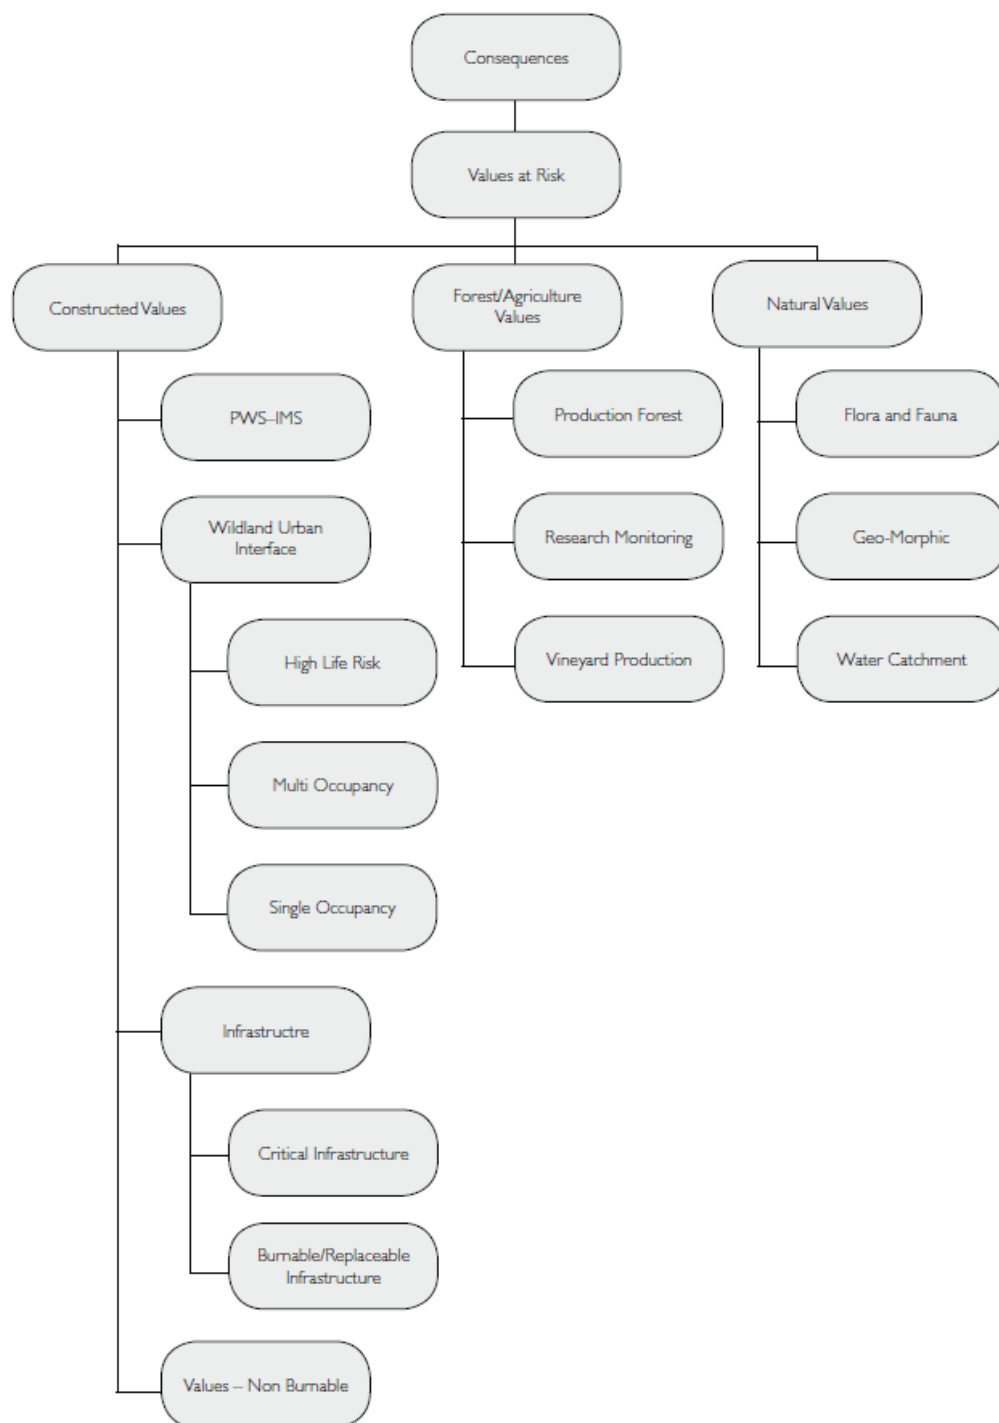 Consequences
Values at Risk
Constructed Values
Forest/Agriculture
Values
Natural Values
PWS–IMS
Production Forest
Flora and Fauna
Wildland Urban
Interface
Research Monitoring
Geo-Morphic
High Life Risk
Vineyard Production
Water Catchment
Multi Occupancy
Single Occupancy
Infrastructre
Critical Infrastructure
Burnable/Replaceable
Infrastructure
Values – Non Burnable